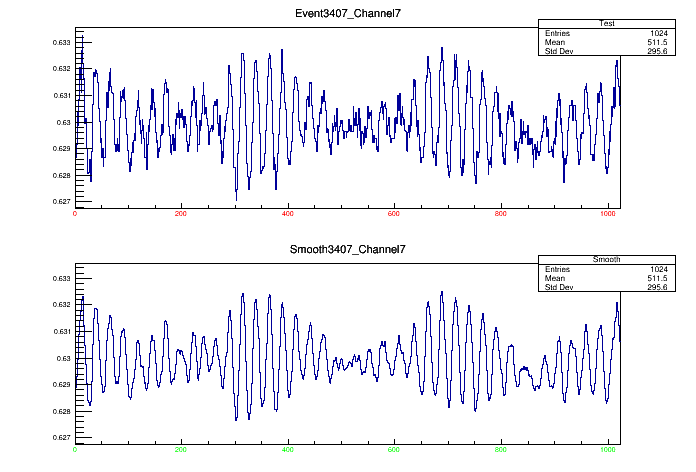 Event3407_Channel7
Test
Entries 1024
Mean 511.5
Std Dev 295.6
0.633
0.632
0.631
0.63
0.629
0.628
0.627
0 200 400 600 800 1000
Smooth3407_Channel7
Smooth
Entries 1024
Mean 511.5
Std Dev 295.6
0.633
0.632
0.631
0.63
0.629
0.628
0.627
0 200 400 600 800 1000